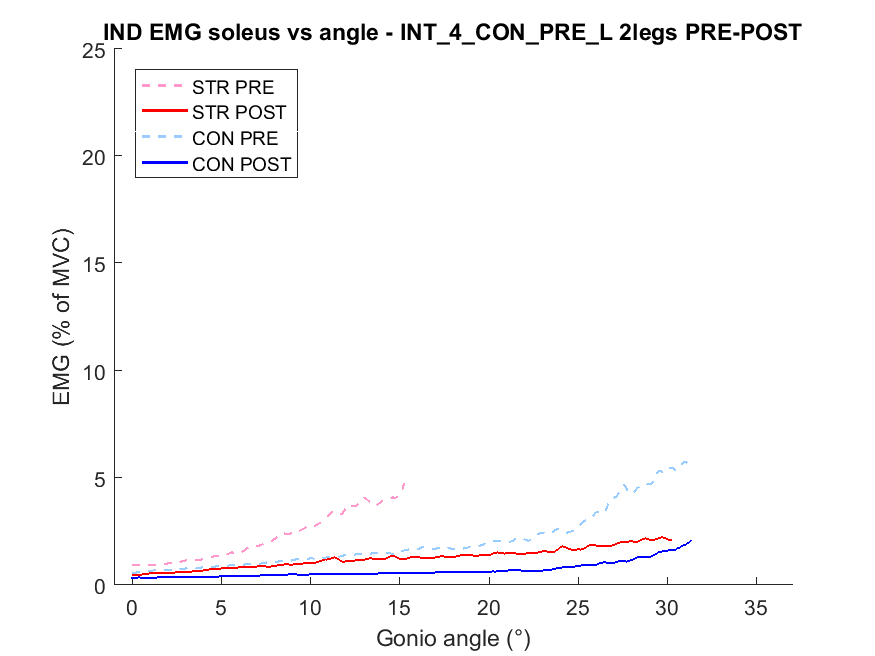 IND EMG soleus vs angle - INT_4_CON_PRE_L 2legs PRE-POST
25
20
15
10
5
0
EMG (% of MVC)
STR PRE
STR POST
CON PRE
CON POST
0 5 10 15 20 25 30 35
Gonio angle (°)